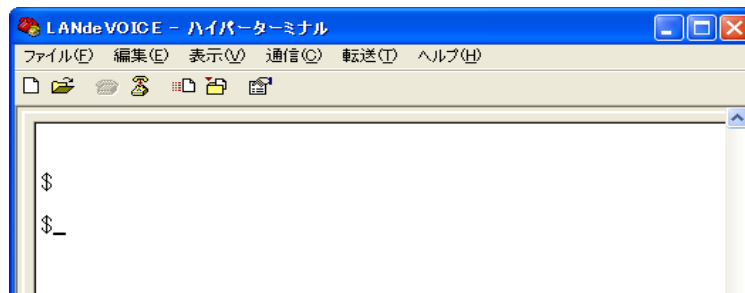 LANdeVOICE - ハイパーターミナル
ファイル(F) 編集(E) 表示(V) 通信(C) 転送(T) ヘルプ(H)
$
$_